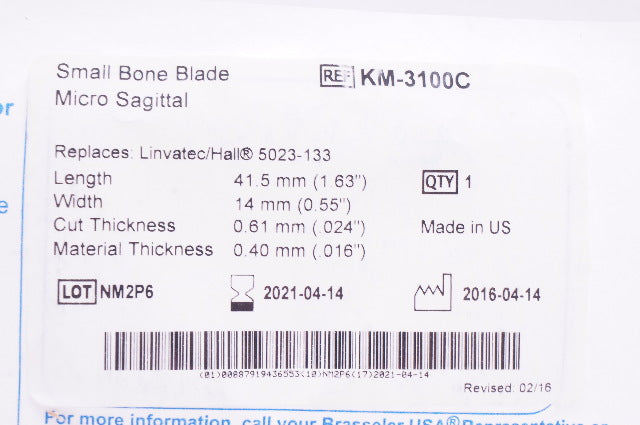 Small Bone Blade
Micro Sagittal
REF KM-3100C
or
e
Replaces: Linvatec/Hall® 5023-133
Length 41.5 mm (1.63")
Width 14 mm (0.55")
Cut Thickness 0.61 mm (.024")
Material Thickness 0.40 mm (.016")
QTY 1
Made in US
LOT NM2P6 2021-04-14 2016-04-14
(01)00887919436553(10)NM2P6(17)2021-04-14
Revised: 02/16
For more information, call your Brasseler USA® Representative